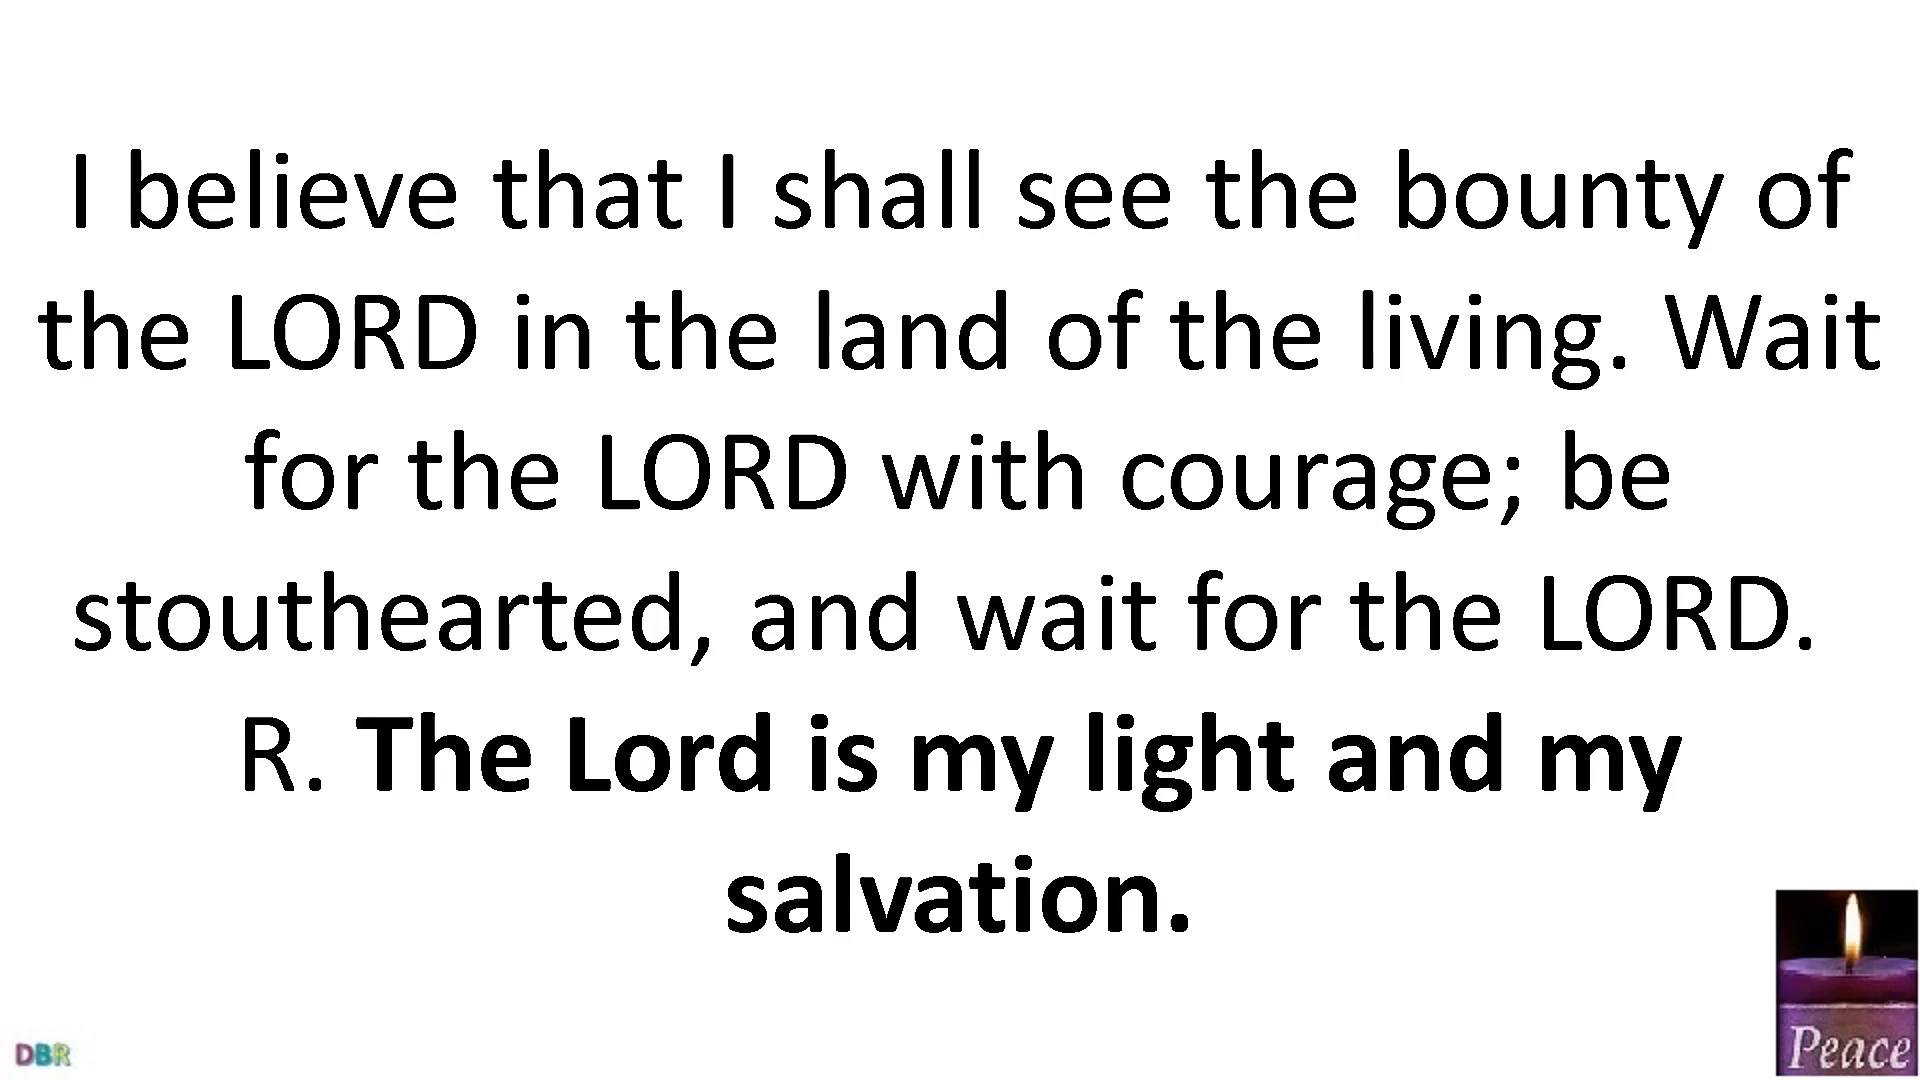 I believe that I shall see the bounty of
the LORD in the land of the living. Wait
for the LORD with courage; be
stouthearted, and wait for the LORD.
R. The Lord is my light and my
salvation.
Peace
DBR